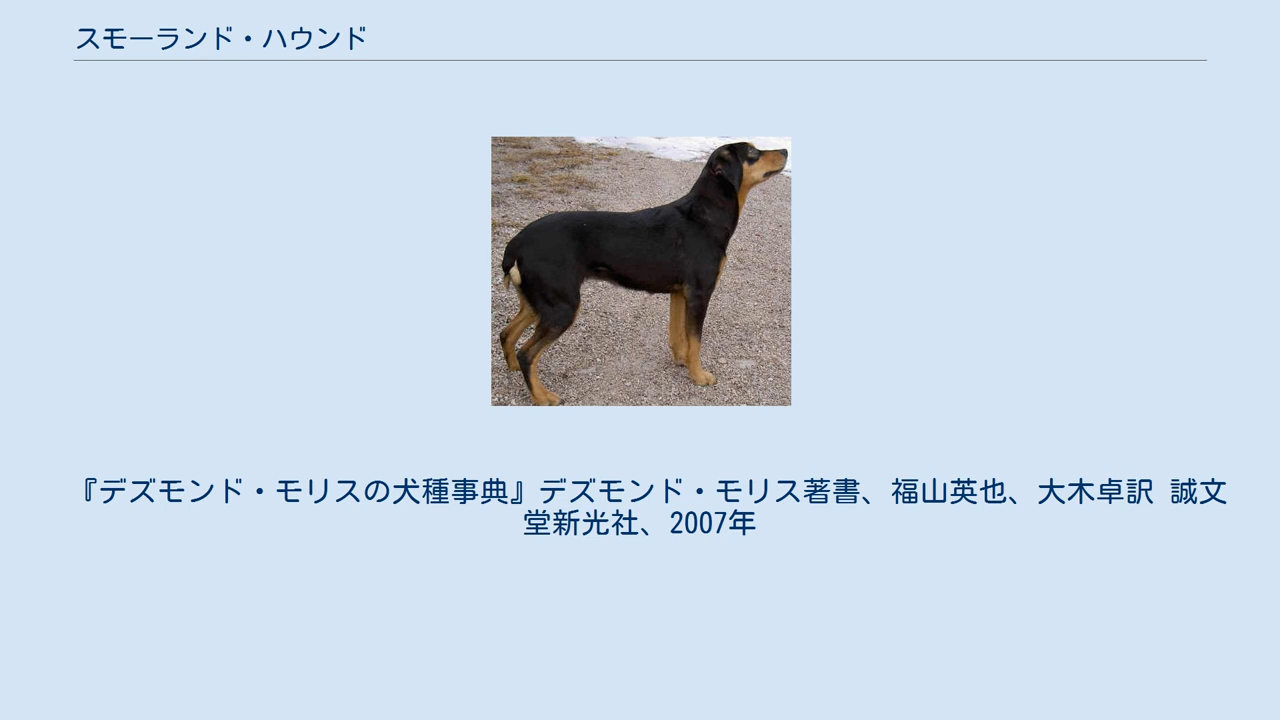 スモーランド・ハウンド
『デズモンド・モリスの犬種事典』デズモンド・モリス著書、福山英也、大木卓訳 誠文
堂新光社、2007年